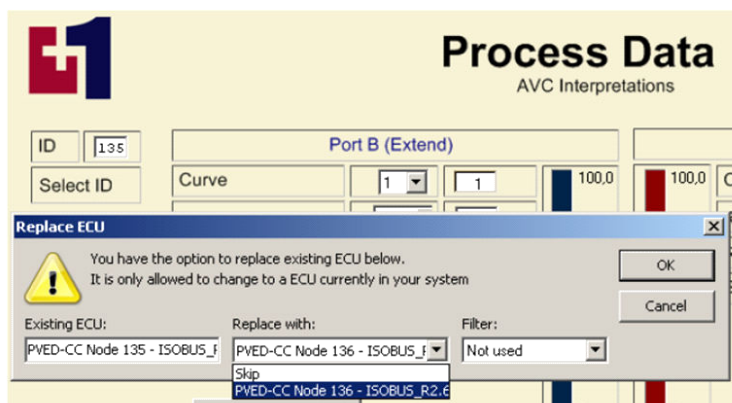 +1
Process Data
AVC Interpretations
ID 135
Port B (Extend)
Select ID
Curve 1 1 100,0 100,0
Replace ECU
You have the option to replace existing ECU below.
It is only allowed to change to a ECU currently in your system
OK
Cancel
Existing ECU: Replace with: Filter:
PVED-CC Node 135 - ISOBUS_ PVED-CC Node 136 - ISOBUS_ Not used
Skip
PVED-CC Node 136 - ISOBUS_R2.6